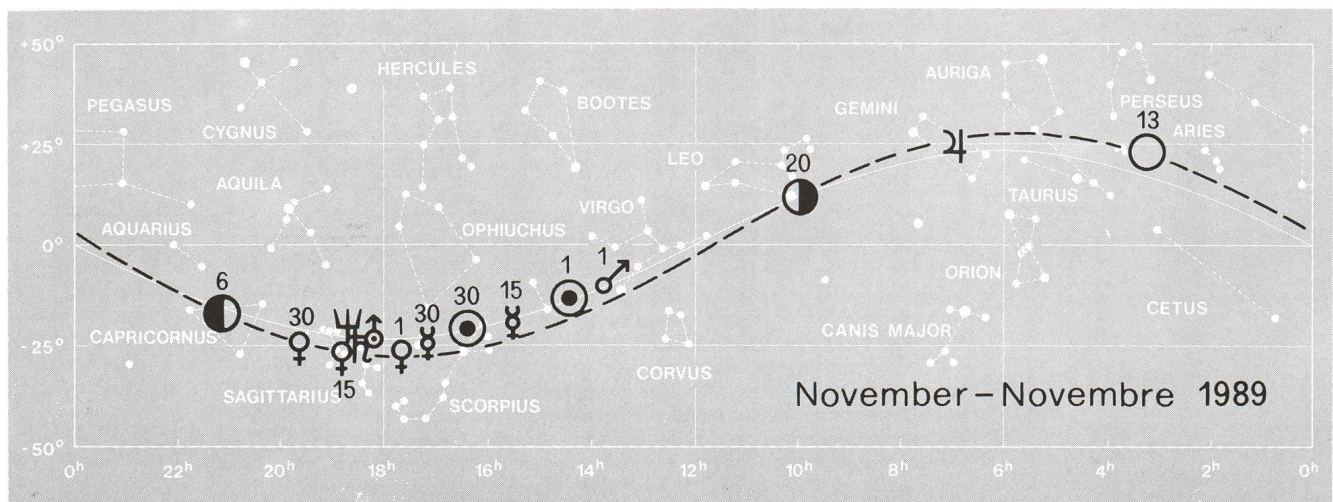 +50°
HERCULES
AURIGA
PEGASUS
BOOTES
GEMINI
PERSEUS
CYGNUS
13
ARIES
+25°
LEO
20
AQUILA
TAURUS
VIRGO
AQUARIUS
OPHIUCHUS
0°
1
1
ORION
6
15
30
30
1
30
CETUS
CAPRICORNUS
CANIS MAJOR
-25°
CORVUS
15
SAGITTARIUS
SCORPIUS
November – Novembre 1989
-50°
0h 22h 20h 18h 16h 14h 12h 10h 8h 6h 4h 2h 0h